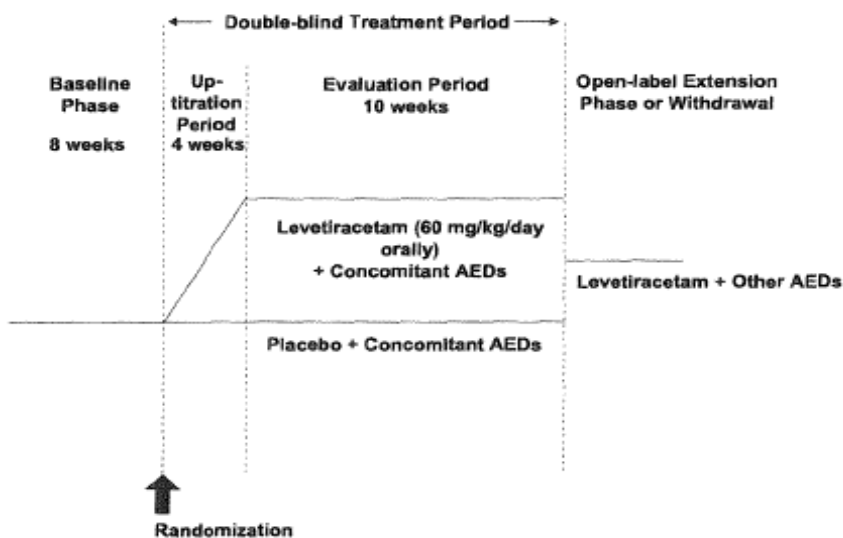 Double-blind Treatment Period
Baseline
Phase
8 weeks
Up-
titration
Period
4 weeks
Evaluation Period
10 weeks
Open-label Extension
Phase or Withdrawal
Levetiracetam (60 mg/kg/day
orally)
+ Concomitant AEDs
Levetiracetam + Other AEDs
Placebo + Concomitant AEDs
Randomization